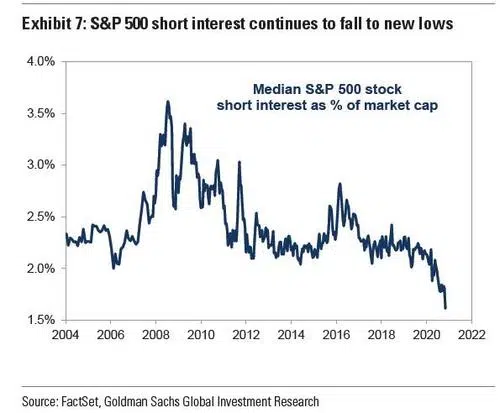 Exhibit 7: S&P 500 short interest continues to fall to new lows
4.0%
Median S&P 500 stock
short interest as % of market cap
3.5%
3.0%
2.5%
2.0%
1.5%
2004 2006 2008 2010 2012 2014 2016 2018 2020 2022
Source: FactSet, Goldman Sachs Global Investment Research